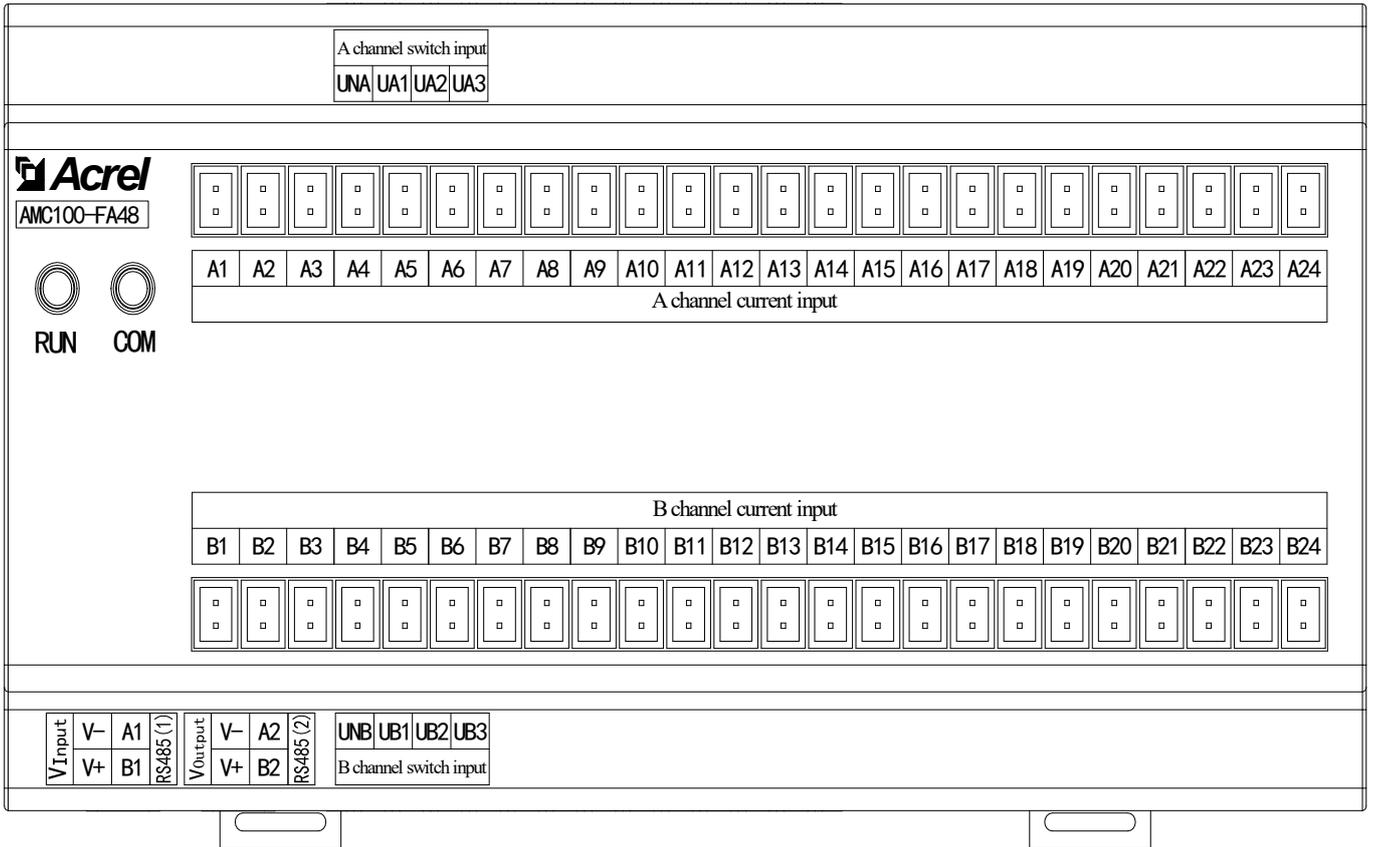 A channel switch input
UNA UA1 UA2 UA3
Acrel
AMC100-FA48
A1 A2 A3 A4 A5 A6 A7 A8 A9 A10 A11 A12 A13 A14 A15 A16 A17 A18 A19 A20 A21 A22 A23 A24
A channel current input
RUN COM
B channel current input
B1 B2 B3 B4 B5 B6 B7 B8 B9 B10 B11 B12 B13 B14 B15 B16 B17 B18 B19 B20 B21 B22 B23 B24
VInput
V- A1
V+ B1
RS485(1)
VOutput
V- A2
V+ B2
RS485(2)
UNB UB1 UB2 UB3
B channel switch input